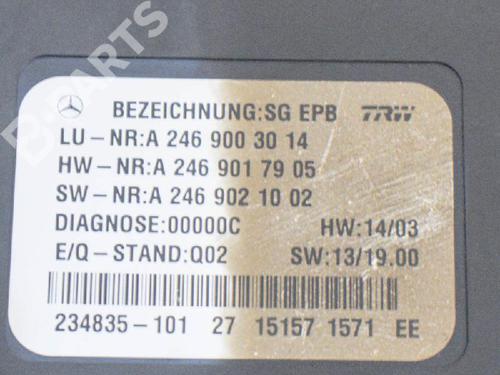 B-PARTS
BEZEICHNUNG:SG EPB TRW
LU-NR:A 246 900 30 14
HW-NR:A 246 901 79 05
SW-NR:A 246 902 10 02
DIAGNOSE:00000C HW:14/03
E/Q-STAND:Q02 SW:13/19.00
234835-101 27 15157 1571 EE